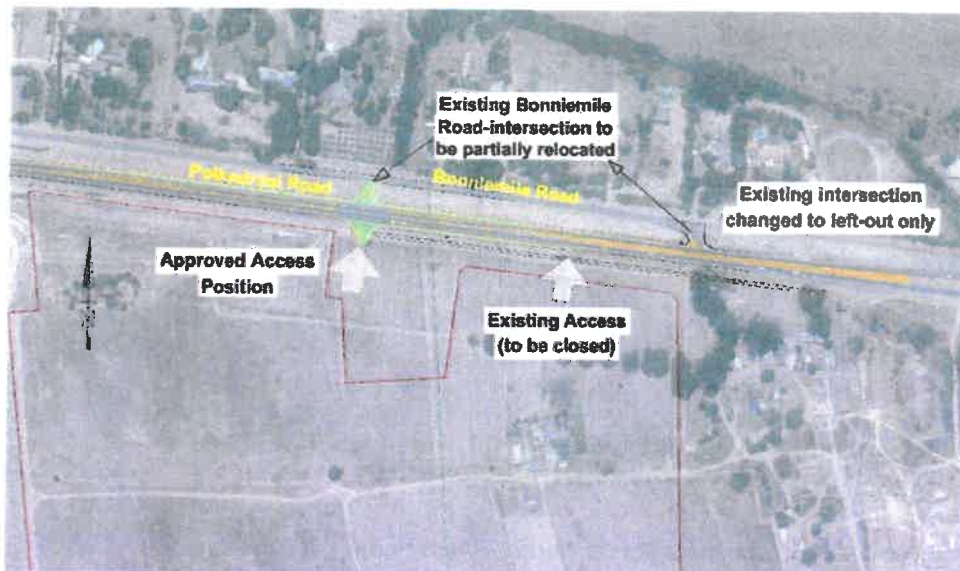 Existing Bonniemile
Road-intersection to
be partially relocated
Polkadraai Road
Bonniemile Road
Existing intersection
changed to left-out only
Approved Access
Position
Existing Access
(to be closed)